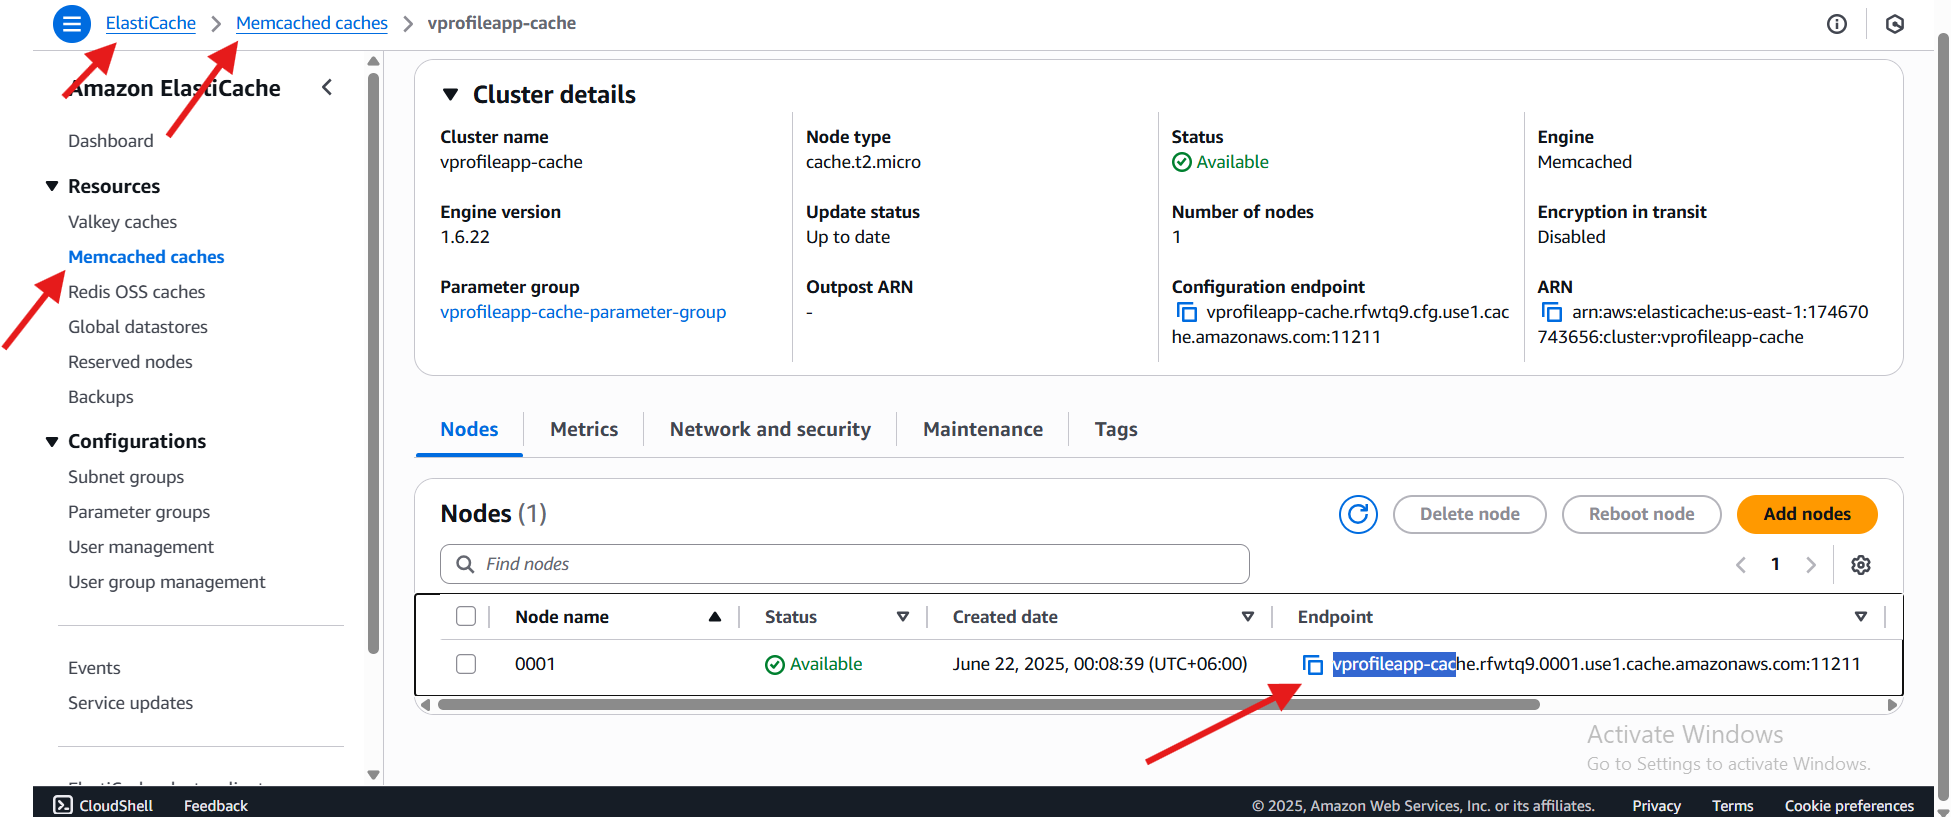 ElastiCache > Memcached caches > vprofileapp-cache
Amazon ElastiCache
Dashboard
Resources
Valkey caches
Memcached caches
Redis OSS caches
Global datastores
Reserved nodes
Backups
Configurations
Subnet groups
Parameter groups
User management
User group management
Events
Service updates
Cluster details
Cluster name
vprofileapp-cache
Node type
cache.t2.micro
Status
Available
Engine
Memcached
Engine version
1.6.22
Update status
Up to date
Number of nodes
1
Encryption in transit
Disabled
Parameter group
vprofileapp-cache-parameter-group
Outpost ARN
-
Configuration endpoint
vprofileapp-cache.rfwtq9.cfg.use1.cac
he.amazonaws.com:11211
ARN
arn:aws:elasticache:us-east-1:174670
743656:cluster:vprofileapp-cache
Nodes Metrics Network and security Maintenance Tags
Nodes (1)
Delete node Reboot node Add nodes
Find nodes
1
Node name Status Created date Endpoint
0001 Available June 22, 2025, 00:08:39 (UTC+06:00) vprofileapp-cache.rfwtq9.0001.use1.cache.amazonaws.com:11211
Activate Windows
Go to Settings to activate Windows.
CloudShell Feedback © 2025, Amazon Web Services, Inc. or its affiliates. Privacy Terms Cookie preferences